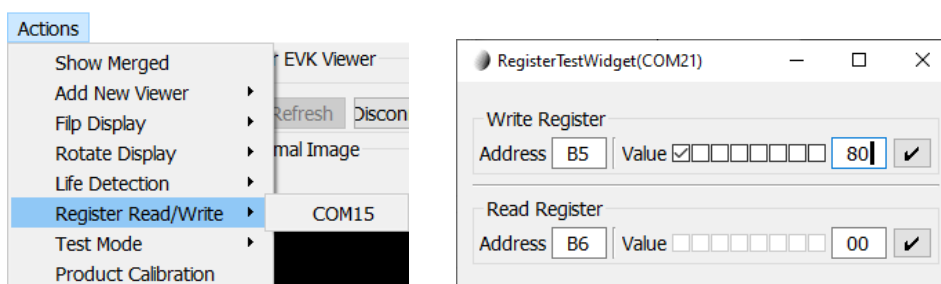 Actions
Show Merged
Add New Viewer
Filp Display
Rotate Display
Life Detection
Register Read/Write
Test Mode
Product Calibration
COM15
EVK Viewer
Refresh
Discon
mal Image
RegisterTestWidget(COM21)
Write Register
Address B5 Value 80
Read Register
Address B6 Value 00